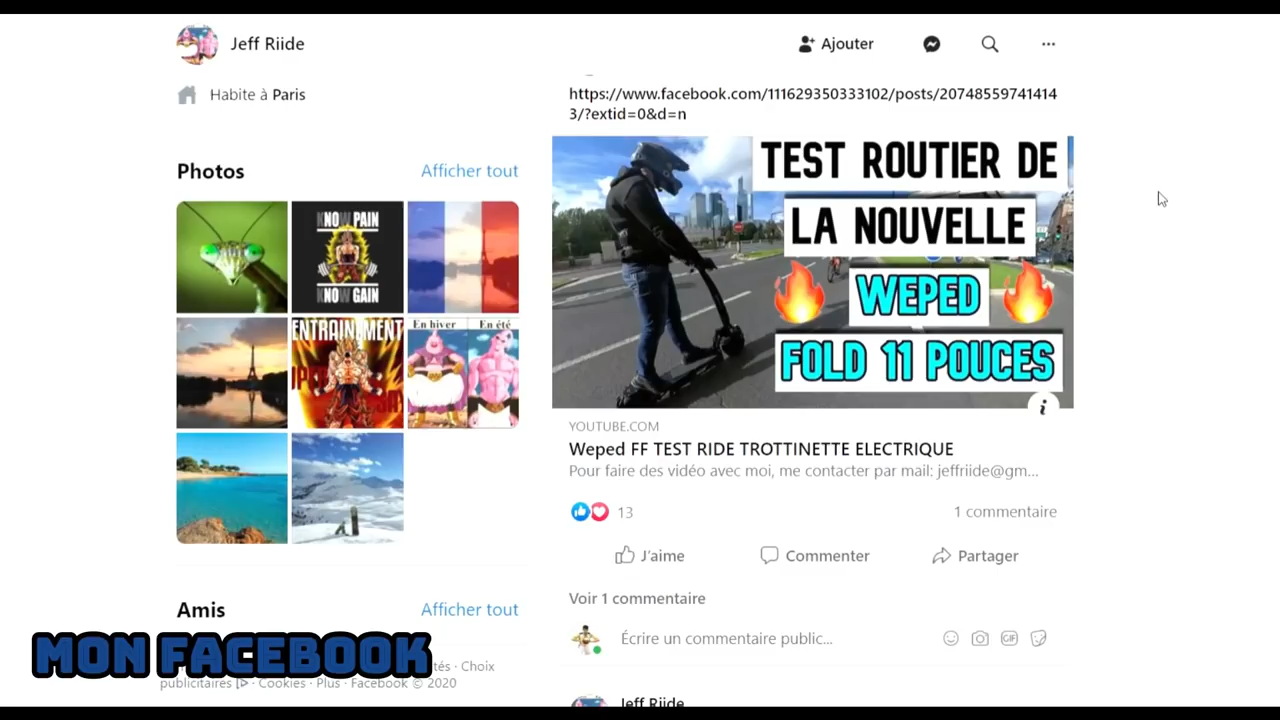 Jeff Riide
Ajouter
Habite à Paris
https://www.facebook.com/111629350333102/posts/20748559741414
3/?extid=0&d=n
Photos
Afficher tout
KNOW PAIN
KNOW GAIN
ENTRAINEMENT
En hiver
En été
TEST ROUTIER DE
LA NOUVELLE
WEPED
FOLD 11 POUCES
YOUTUBE.COM
Weped FF TEST RIDE TROTTINETTE ELECTRIQUE
Pour faire des vidéo avec moi, me contacter par mail: jeffriide@gm...
13
1 commentaire
J'aime
Commenter
Partager
Voir 1 commentaire
Écrire un commentaire public...
GIF
Amis
Afficher tout
MON FACEBOOK
tés · Choix
publicitaires · Cookies · Plus · Facebook © 2020
Jeff Riide